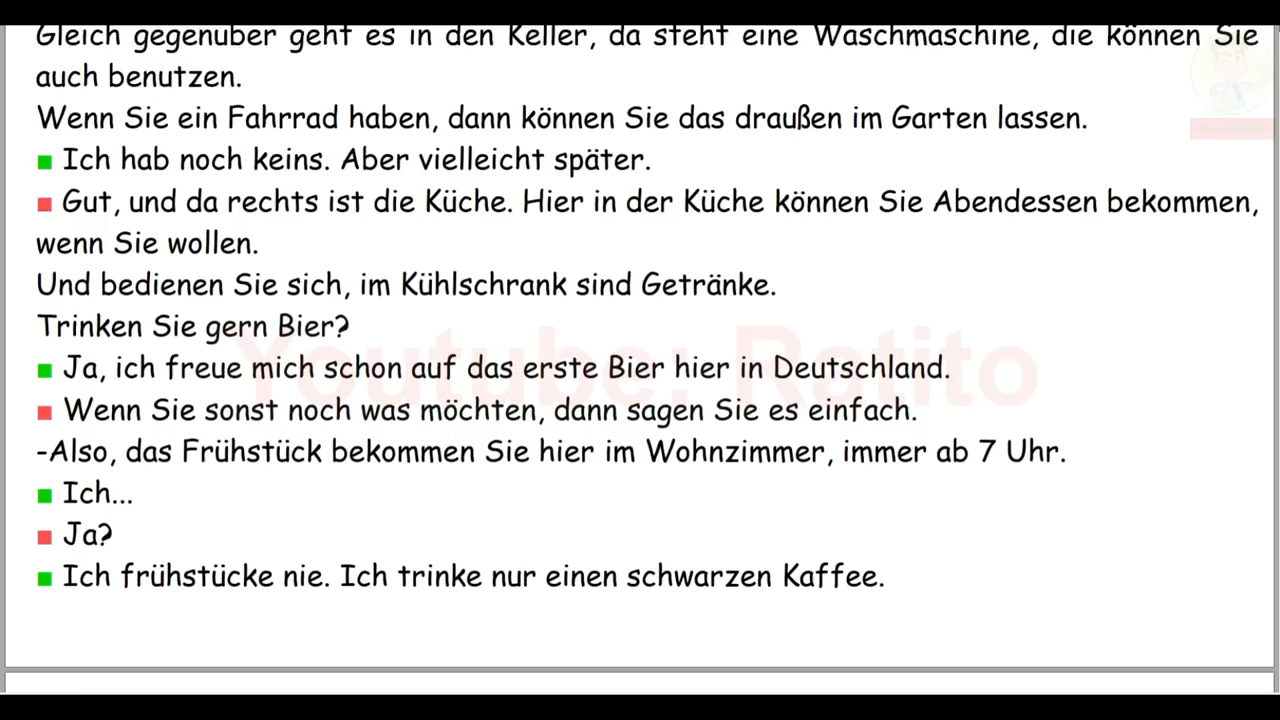 Gleich gegenüber geht es in den Keller, da steht eine Waschmaschine, die können Sie
auch benutzen.
Wenn Sie ein Fahrrad haben, dann können Sie das draußen im Garten lassen.
■ Ich hab noch keins. Aber vielleicht später.
■ Gut, und da rechts ist die Küche. Hier in der Küche können Sie Abendessen bekommen,
wenn Sie wollen.
Und bedienen Sie sich, im Kühlschrank sind Getränke.
Trinken Sie gern Bier?
Youtube: Ratito
■ Ja, ich freue mich schon auf das erste Bier hier in Deutschland.
■ Wenn Sie sonst noch was möchten, dann sagen Sie es einfach.
-Also, das Frühstück bekommen Sie hier im Wohnzimmer, immer ab 7 Uhr.
■ Ich...
■ Ja?
■ Ich frühstücke nie. Ich trinke nur einen schwarzen Kaffee.